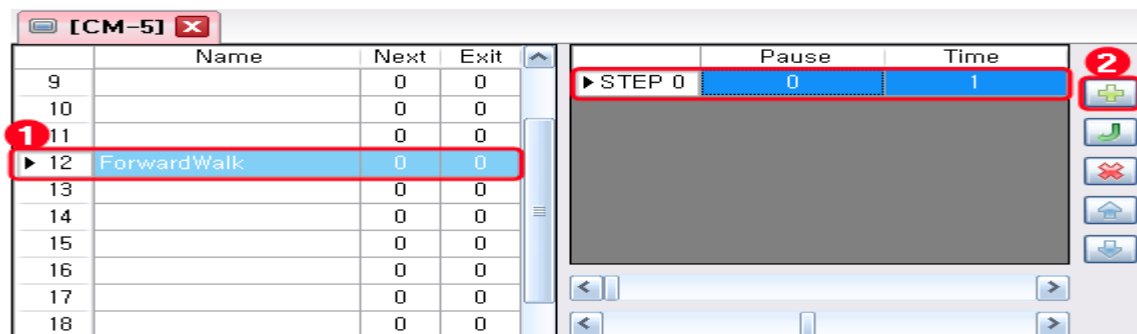 [CM-5]
Name Next Exit
Pause Time
2
9 0 0
STEP 0 0 1
10 0 0
1
11 0 0
12 ForwardWalk 0 0
13 0 0
14 0 0
15 0 0
16 0 0
17 0 0
18 0 0